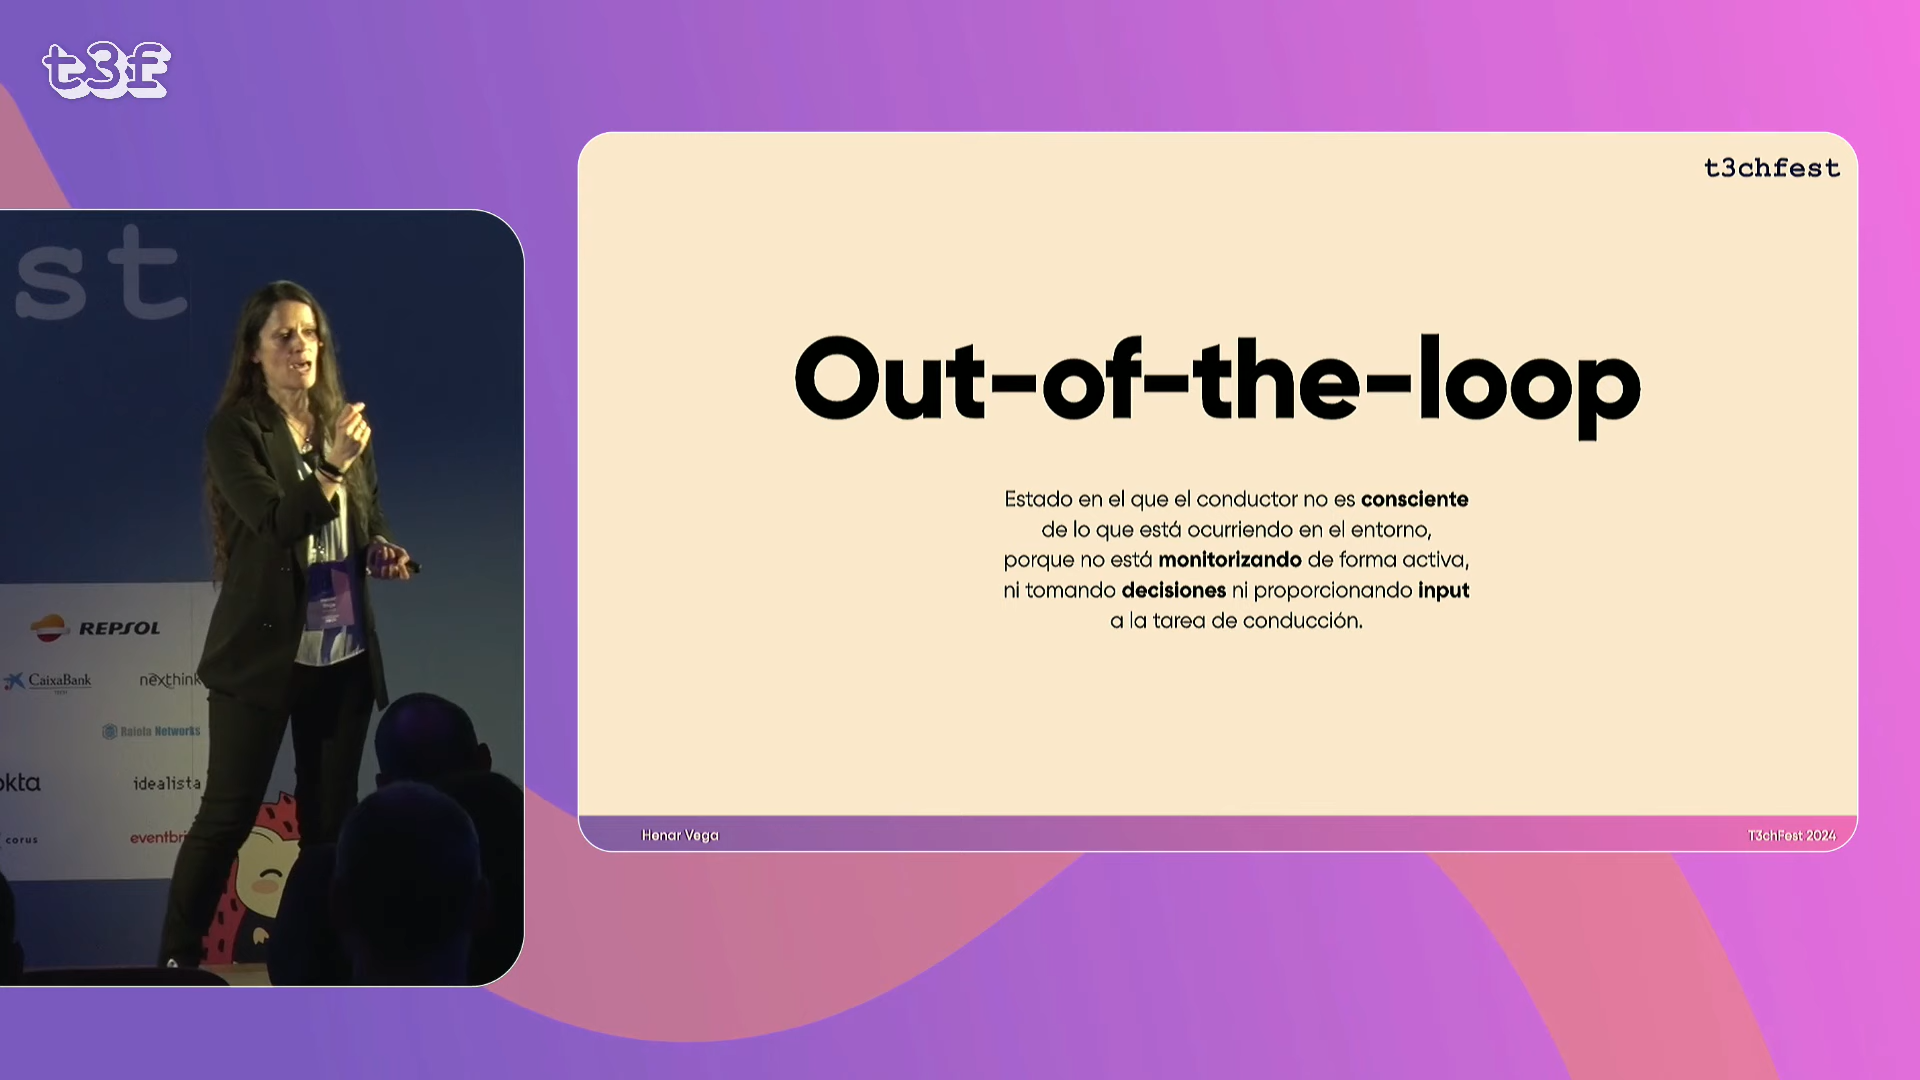 t3f
st
REPSOL
CaixaBank
TECH
nexthink
Raiola Networks
okta
idealista
corus
eventbri
t3chfest
Out-of-the-loop
Estado en el que el conductor no es consciente
de lo que está ocurriendo en el entorno,
porque no está monitorizando de forma activa,
ni tomando decisiones ni proporcionando input
a la tarea de conducción.
Henar Vega
T3chFest 2024